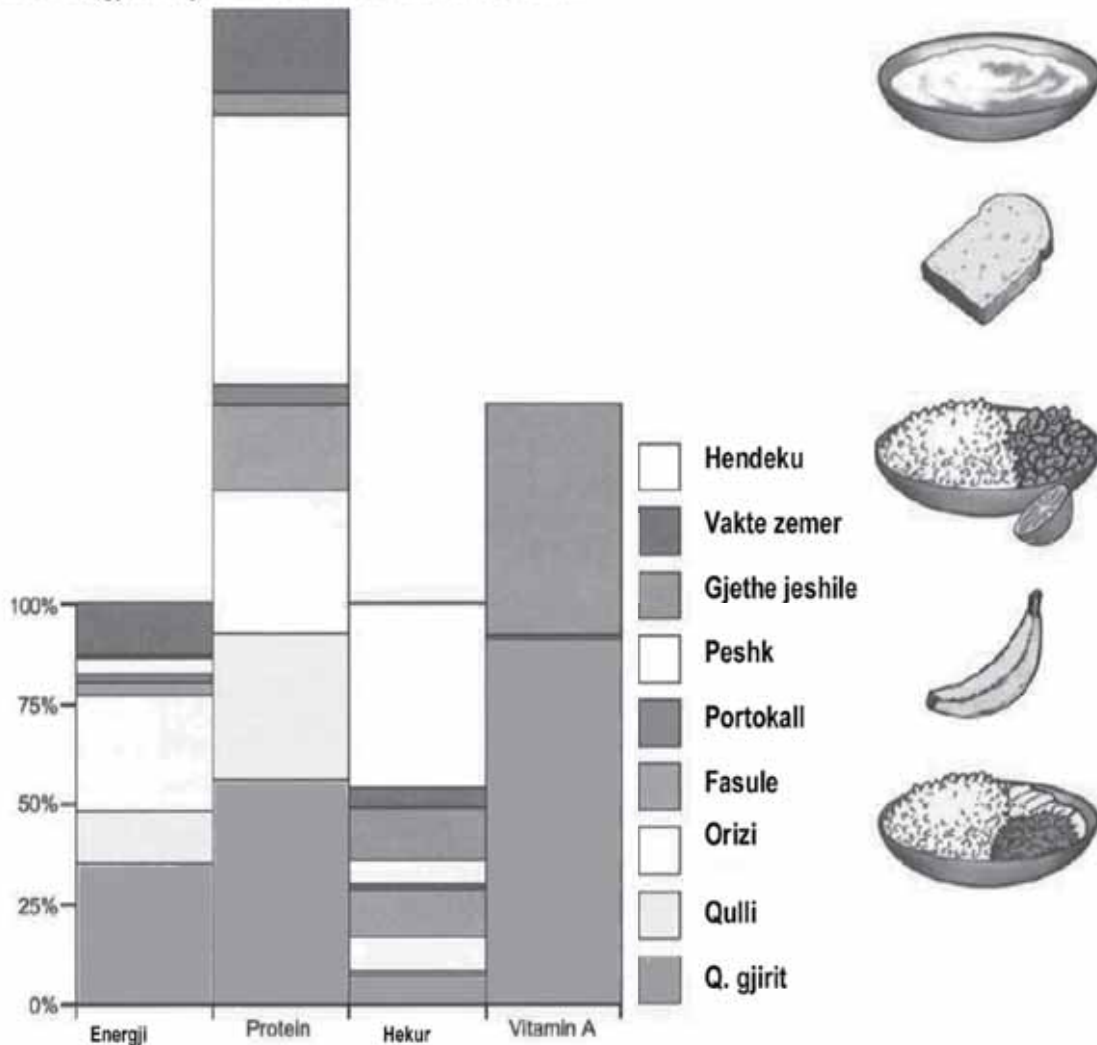 100%
75%
50%
25%
0%
Energji
Protein
Hekur
Vitamin A
Hendeku
Vakte zemer
Gjethe jeshile
Peshk
Portokall
Fasule
Orizi
Qulli
Q. gjirit